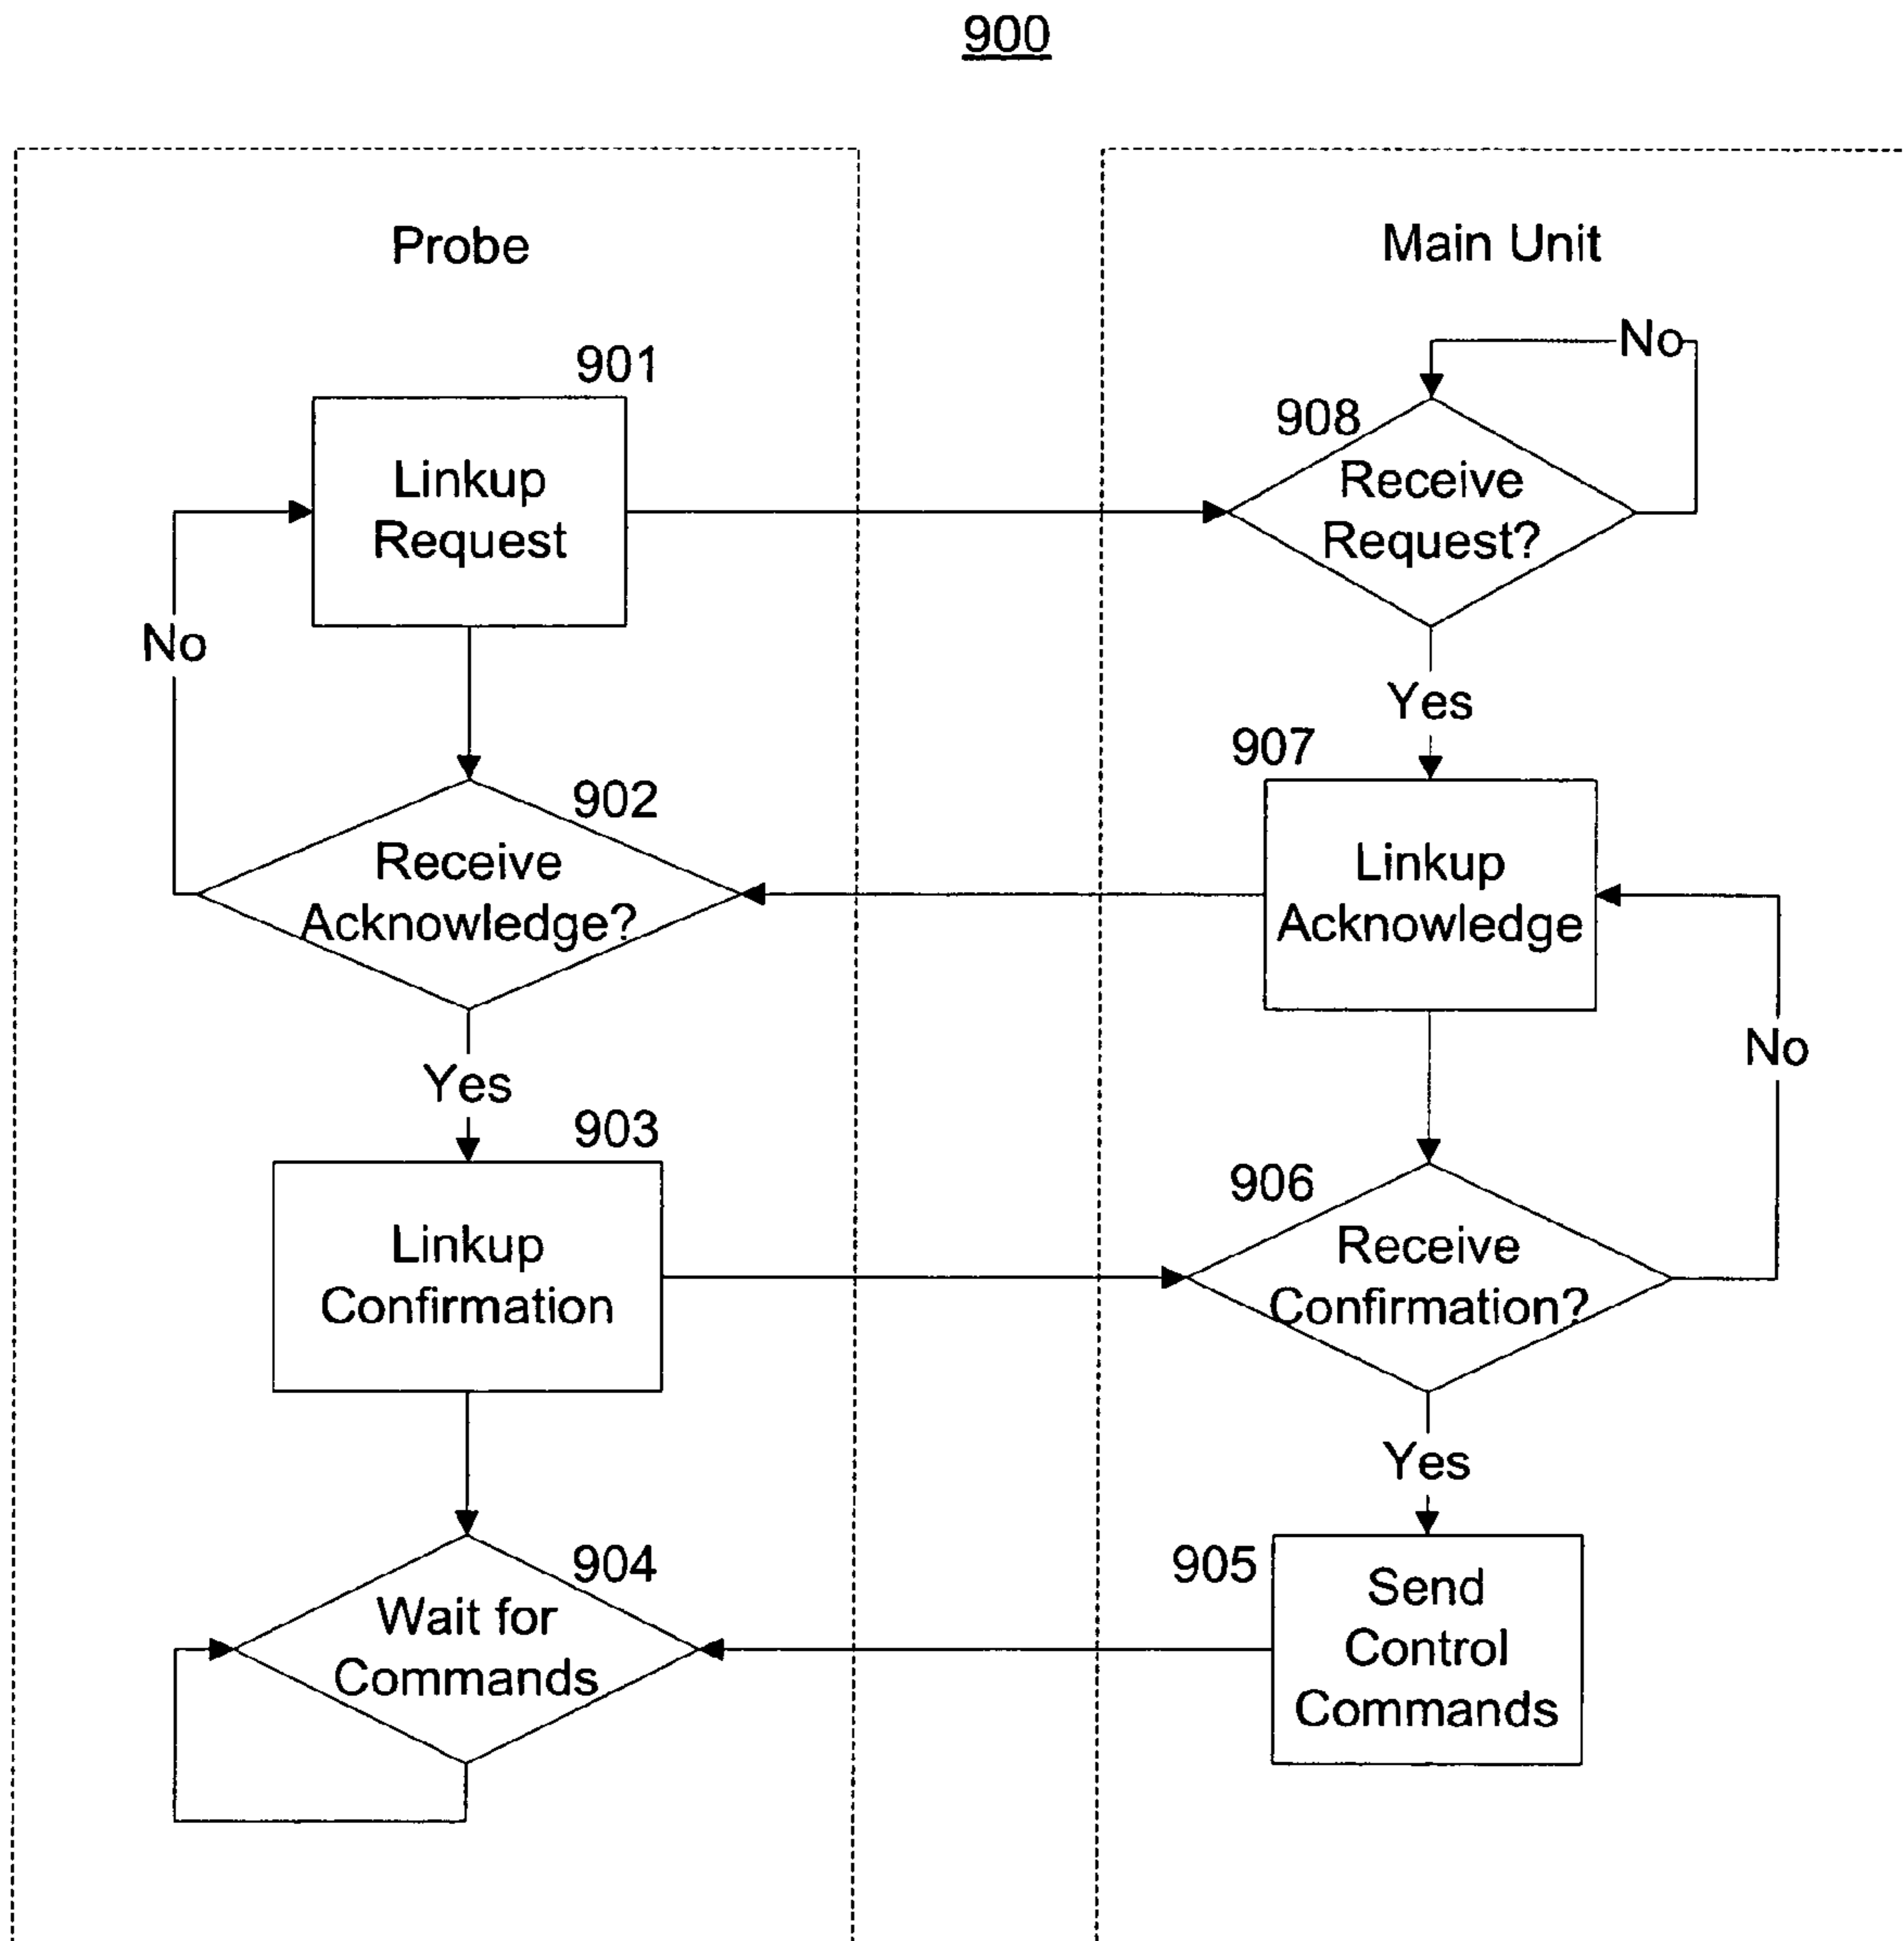 900
Probe
901
Linkup
Request
No
902
Receive
Acknowledge?
Yes
903
Linkup
Confirmation
904
Wait for
Commands
Main Unit
No
908
Receive
Request?
Yes
907
Linkup
Acknowledge
No
906
Receive
Confirmation?
Yes
905
Send
Control
Commands